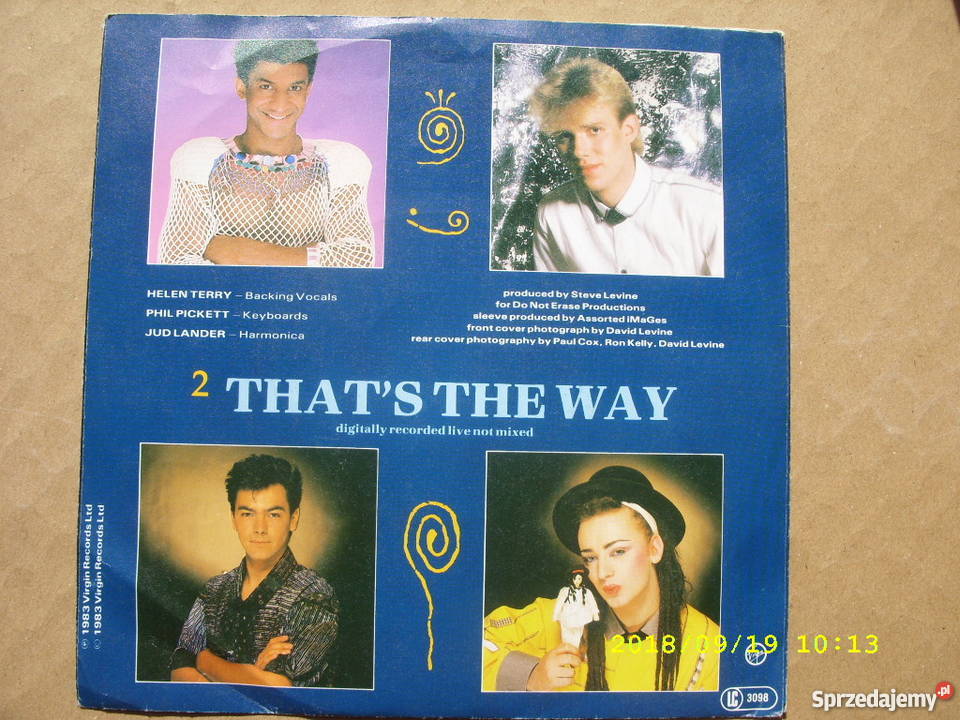 HELEN TERRY – Backing Vocals
PHIL PICKETT – Keyboards
JUD LANDER – Harmonica
produced by Steve Levine
for Do Not Erase Productions
sleeve produced by Assorted iMaGes
front cover photograph by David Levine
rear cover photography by Paul Cox, Ron Kelly, David Levine
2 THAT'S THE WAY
digitally recorded live not mixed
℗ 1983 Virgin Records Ltd
© 1983 Virgin Records Ltd
2018/09/19 10:13
LC 3098
Sprzedajemy.pl